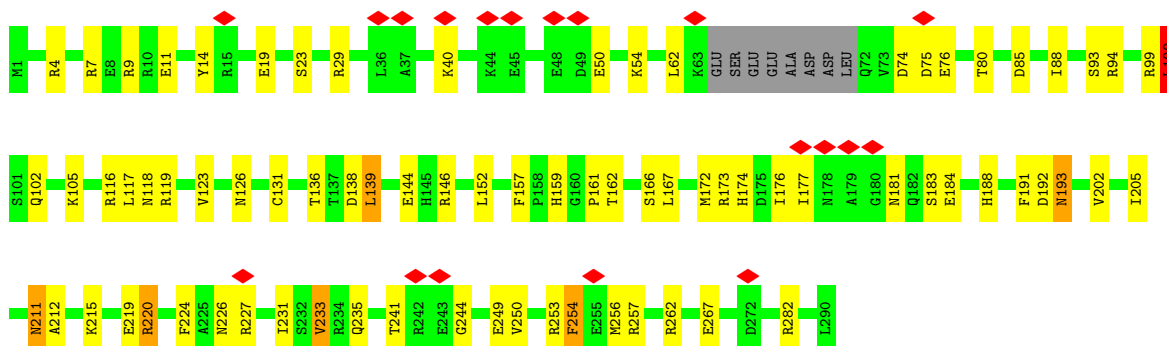 M1 R4 R7 E8 R9 R10 E11 Y14 R15 E19 S23 R29 L36 A37 K40 K44 E45 E48 D49 E50 K54 L62 K63 GLU SER GLU GLU ALA ASP ASP LEU Q72 V73 D74 D75 E76 T80 D85 I88 S93 R94 R99
S101 Q102 K105 R116 L117 N118 R119 V123 N126 C131 T136 T137 D138 L139 E144 H145 R146 L152 F157 P158 H159 G160 P161 T162 S166 L167 M172 R173 H174 D175 I176 I177 N178 A179 G180 N181 Q182 S183 E184 H188 F191 D192 N193 V202 I205
N211 A212 K215 E219 R220 F224 A225 N226 R227 I231 S232 V233 R234 Q235 T241 R242 E243 G244 E249 V250 R253 F254 E255 M256 R257 R262 E267 D272 R282 L290